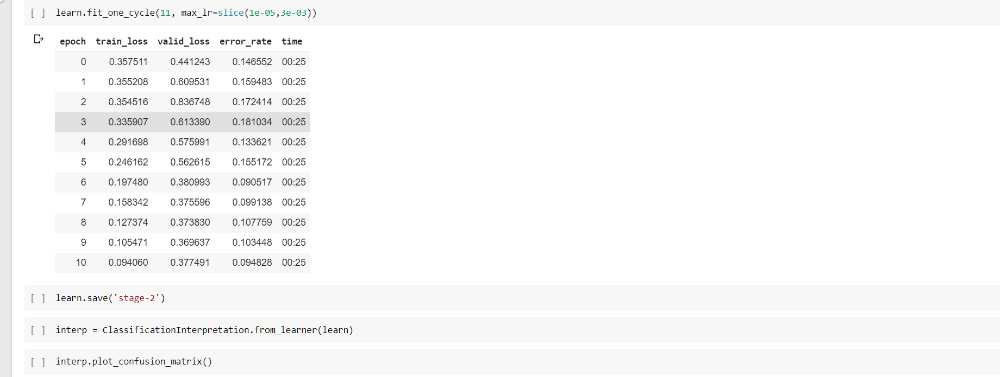 [ ] learn.fit_one_cycle(11, max_lr=slice(1e-05,3e-03))
epoch train_loss valid_loss error_rate time
0 0.357511 0.441243 0.146552 00:25
1 0.355208 0.609531 0.159483 00:25
2 0.354516 0.836748 0.172414 00:25
3 0.335907 0.613390 0.181034 00:25
4 0.291698 0.575991 0.133621 00:25
5 0.246162 0.562615 0.155172 00:25
6 0.197480 0.380993 0.090517 00:25
7 0.158342 0.375596 0.099138 00:25
8 0.127374 0.373830 0.107759 00:25
9 0.105471 0.369637 0.103448 00:25
10 0.094060 0.377491 0.094828 00:25
[ ] learn.save('stage-2')
[ ] interp = ClassificationInterpretation.from_learner(learn)
[ ] interp.plot_confusion_matrix()